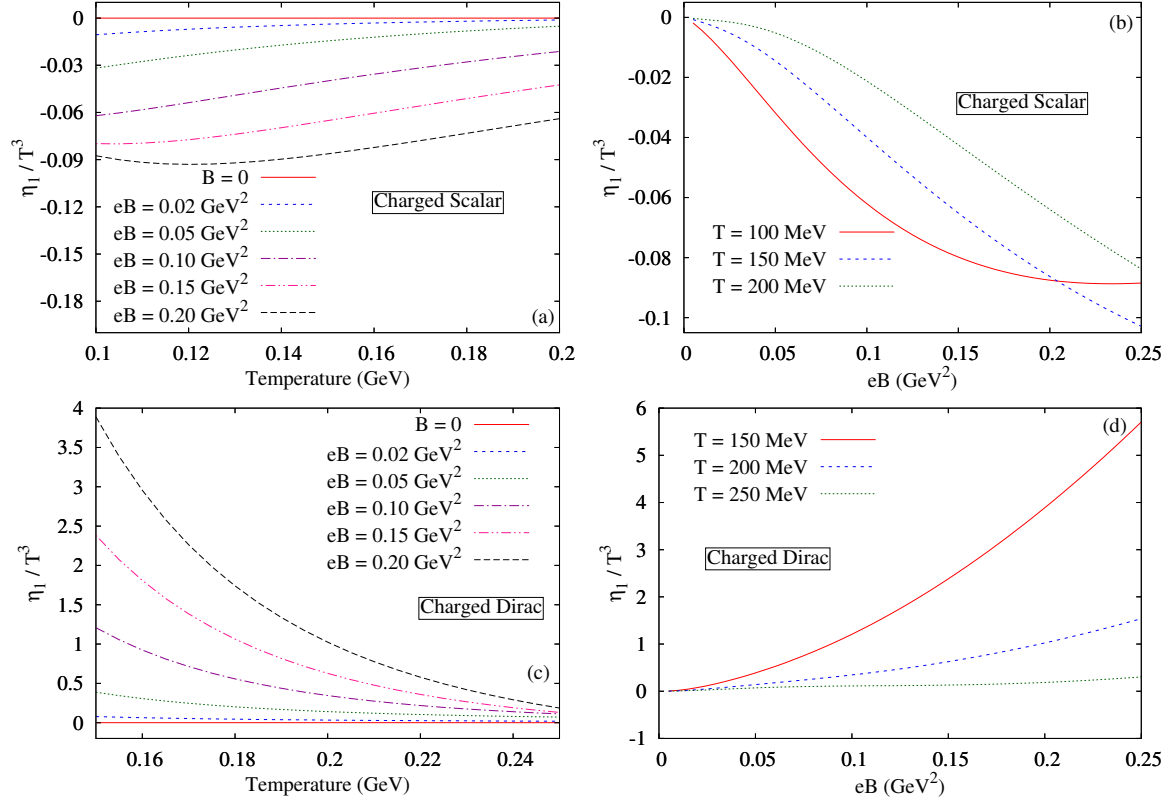 0
-0.03
-0.06
-0.09
-0.12
-0.15
-0.18
η₁ / T³
B = 0
eB = 0.02 GeV²
eB = 0.05 GeV²
eB = 0.10 GeV²
eB = 0.15 GeV²
eB = 0.20 GeV²
Charged Scalar
(a)
0.1 0.12 0.14 0.16 0.18 0.2
Temperature (GeV)
0
-0.02
-0.04
-0.06
-0.08
-0.1
η₁ / T³
(b)
Charged Scalar
T = 100 MeV
T = 150 MeV
T = 200 MeV
0 0.05 0.1 0.15 0.2 0.25
eB (GeV²)
4
3.5
3
2.5
2
1.5
1
0.5
0
η₁ / T³
B = 0
eB = 0.02 GeV²
eB = 0.05 GeV²
eB = 0.10 GeV²
eB = 0.15 GeV²
eB = 0.20 GeV²
Charged Dirac
(c)
0.16 0.18 0.2 0.22 0.24
Temperature (GeV)
6
5
4
3
2
1
0
-1
η₁ / T³
(d)
T = 150 MeV
T = 200 MeV
T = 250 MeV
Charged Dirac
0 0.05 0.1 0.15 0.2 0.25
eB (GeV²)